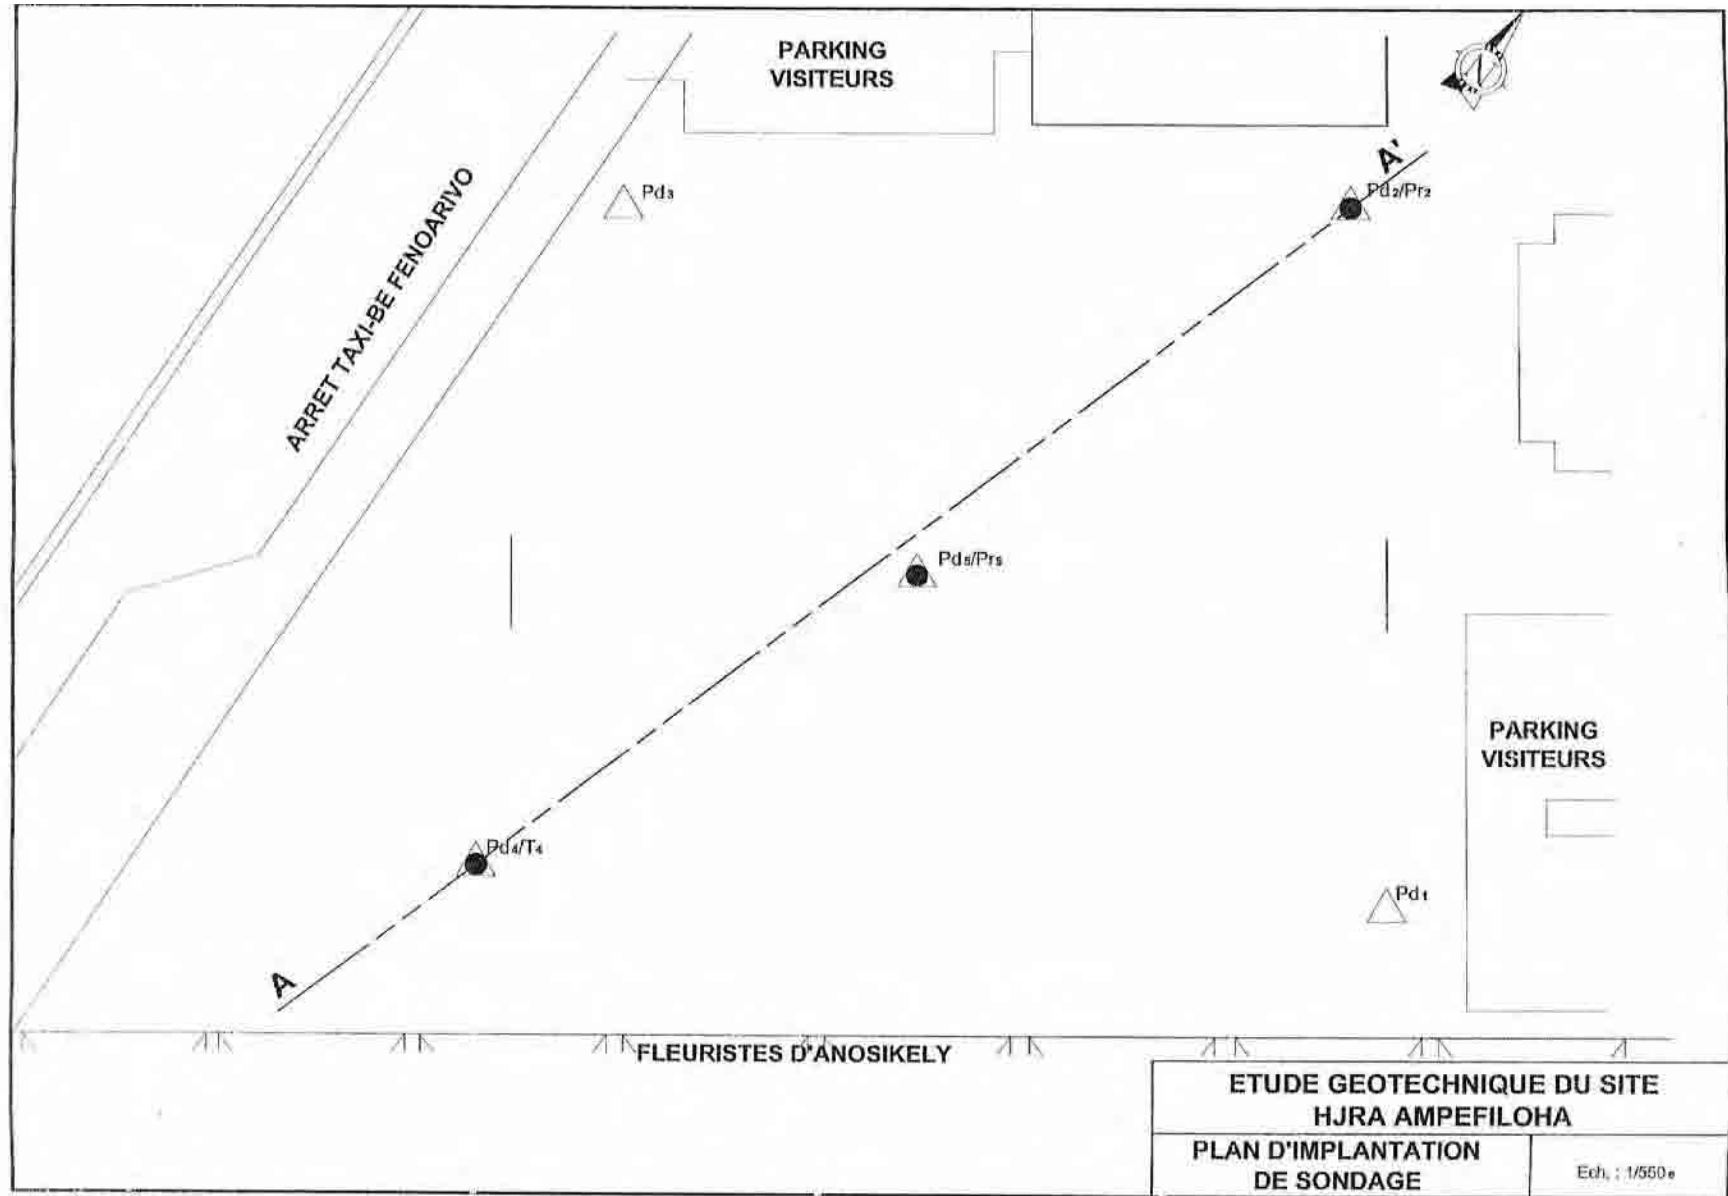 PARKING
VISITEURS
A'
Pd₂/Pr₂
Pd₃
ARRET TAXI-BE FENOARIVO
Pd₅/Pr₅
PARKING
VISITEURS
Pd₄/T₄
Pd₁
A
FLEURISTES D'ANOSIKELY
ETUDE GEOTECHNIQUE DU SITE
HJRA AMPEFILOHA
PLAN D'IMPLANTATION
DE SONDAGE
Ech. : 1/550e